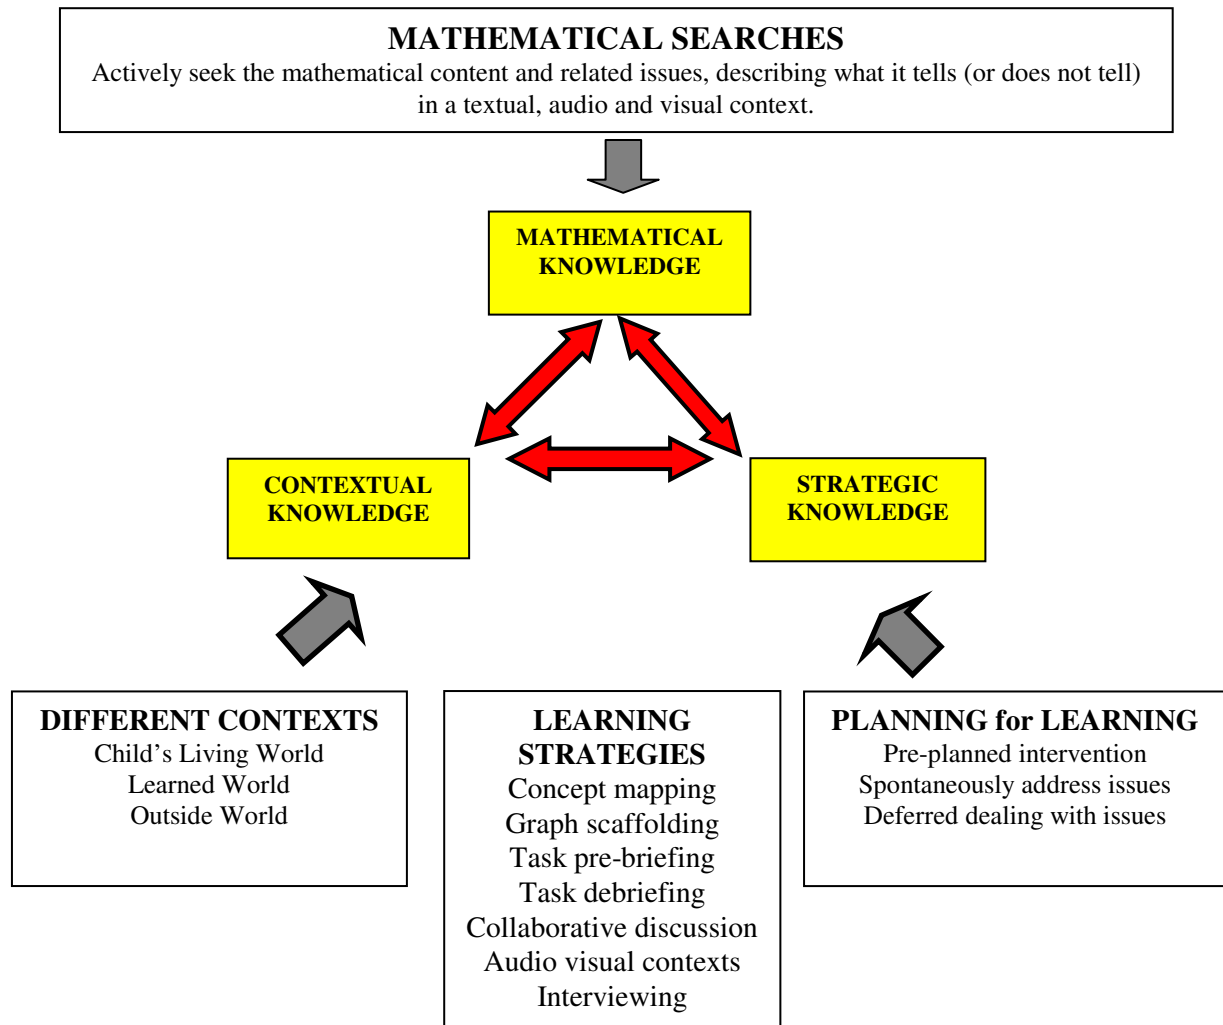 MATHEMATICAL SEARCHES
Actively seek the mathematical content and related issues, describing what it tells (or does not tell)
in a textual, audio and visual context.
MATHEMATICAL
KNOWLEDGE
CONTEXTUAL
KNOWLEDGE
STRATEGIC
KNOWLEDGE
DIFFERENT CONTEXTS
Child's Living World
Learned World
Outside World
LEARNING
STRATEGIES
Concept mapping
Graph scaffolding
Task pre-briefing
Task debriefing
Collaborative discussion
Audio visual contexts
Interviewing
PLANNING for LEARNING
Pre-planned intervention
Spontaneously address issues
Deferred dealing with issues